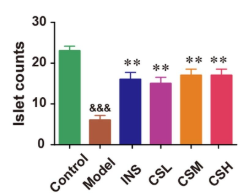 Islet counts
30
20
10
0
&&&
**
**
**
**
Control
Model
INS
CSL
CSM
CSH